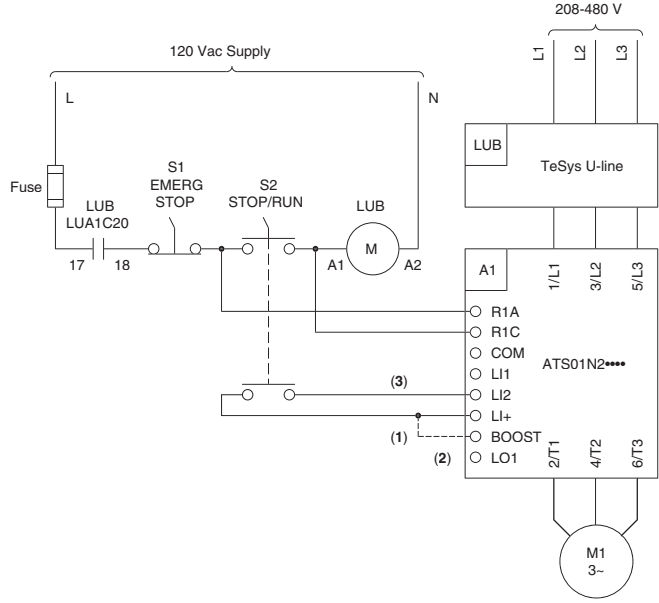 208-480 V
L1
L2
L3
120 Vac Supply
L
N
LUB
TeSys U-line
Fuse
S1
EMERG
STOP
S2
STOP/RUN
LUB
LUA1C20
LUB
17
18
A1
M
A2
A1
1/L1
3/L2
5/L3
R1A
R1C
COM
LI1
ATS01N2••••
(3)
LI2
LI+
(1)
BOOST
(2)
LO1
2/T1
4/T2
6/T3
M1
3~